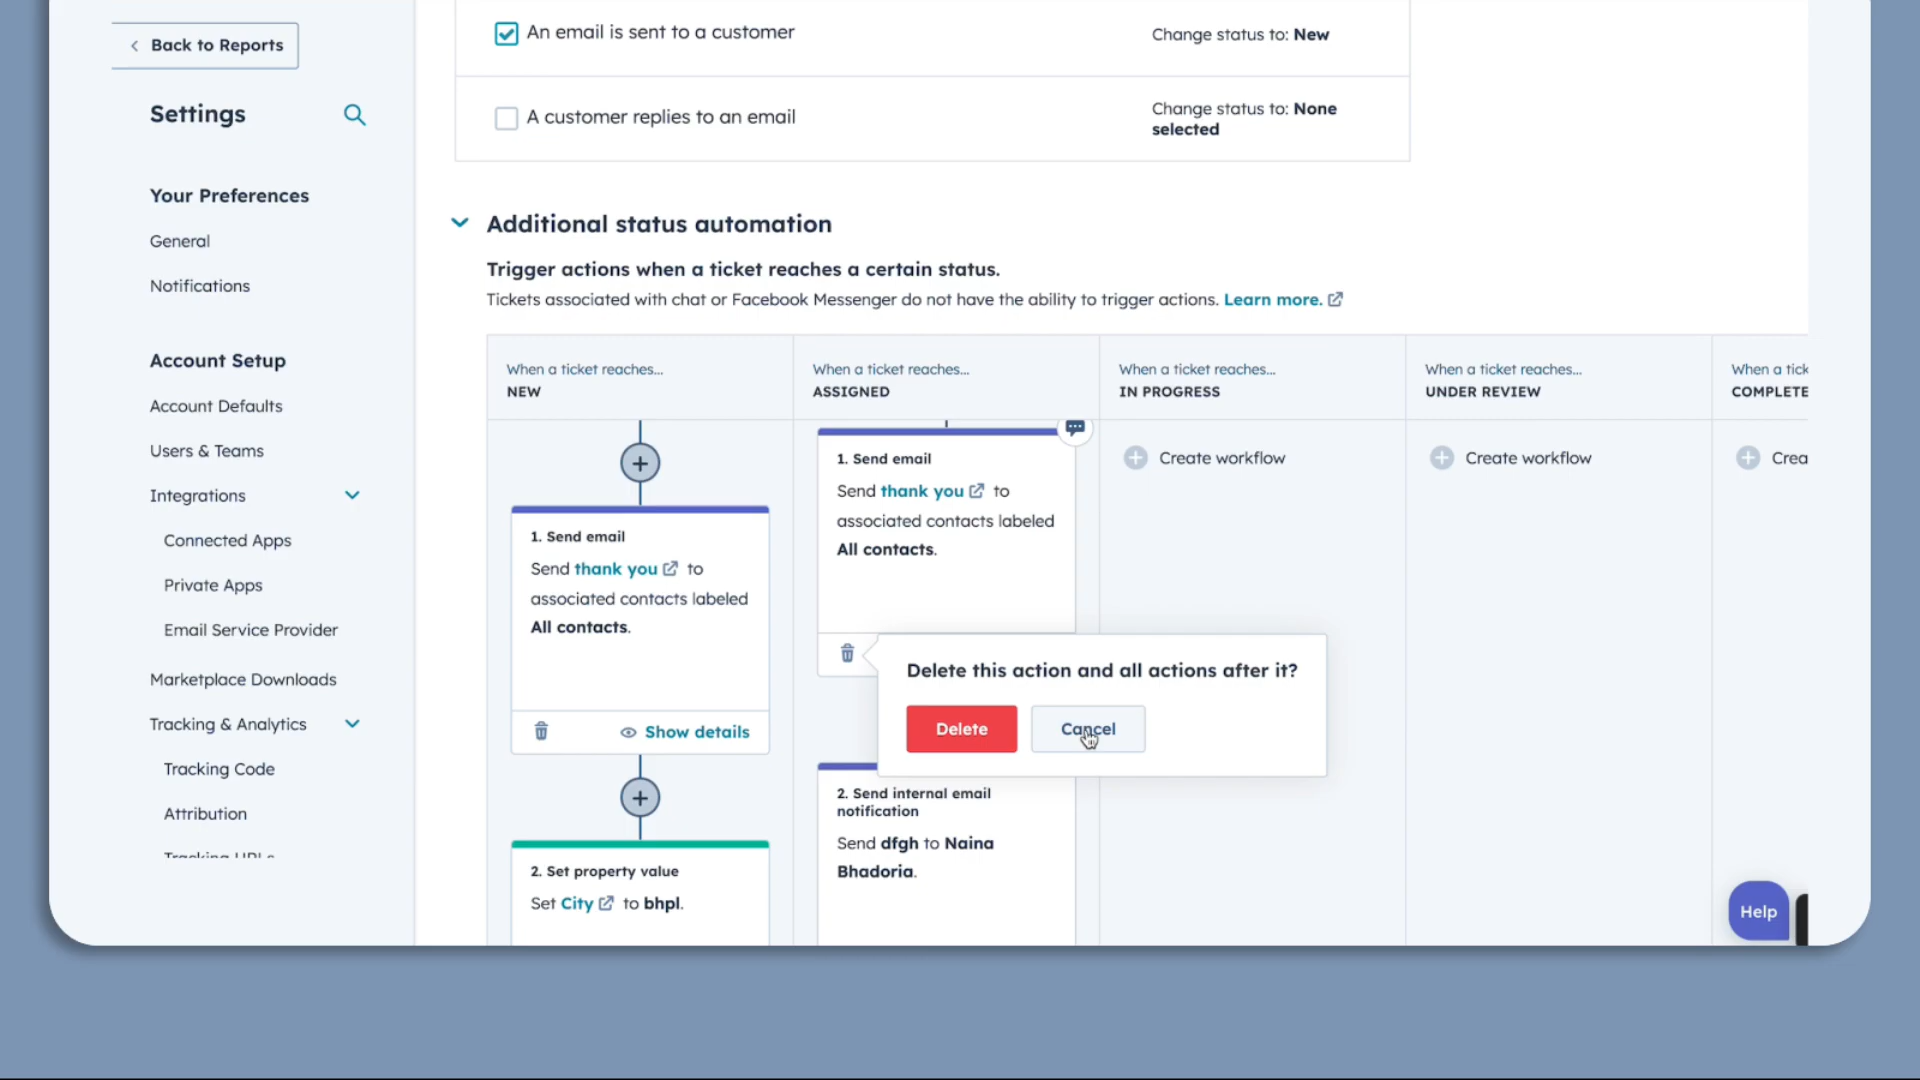 Back to Reports
Settings
Your Preferences
General
Notifications
Account Setup
Account Defaults
Users & Teams
Integrations
Connected Apps
Private Apps
Email Service Provider
Marketplace Downloads
Tracking & Analytics
Tracking Code
Attribution
Tracking URLs
An email is sent to a customer
Change status to: New
A customer replies to an email
Change status to: None
selected
Additional status automation
Trigger actions when a ticket reaches a certain status.
Tickets associated with chat or Facebook Messenger do not have the ability to trigger actions. Learn more.
When a ticket reaches...
NEW
1. Send email
Send thank you to
associated contacts labeled
All contacts.
Show details
2. Set property value
Set City to bhpl.
When a ticket reaches...
ASSIGNED
1. Send email
Send thank you to
associated contacts labeled
All contacts.
Delete this action and all actions after it?
Delete
Cancel
2. Send internal email
notification
Send dfgh to Naina
Bhadoria.
When a ticket reaches...
IN PROGRESS
Create workflow
When a ticket reaches...
UNDER REVIEW
Create workflow
When a tick
COMPLETE
Crea
Help